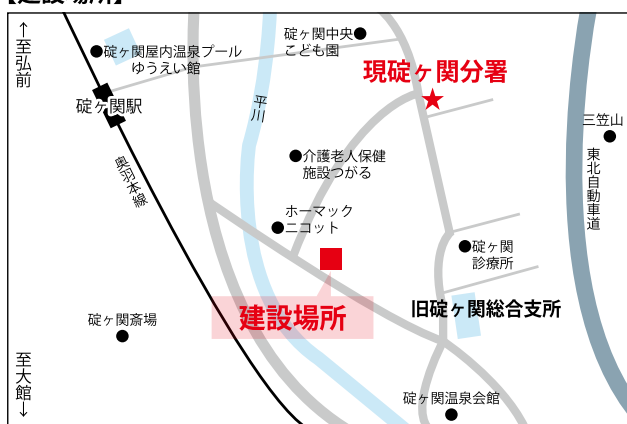 【建設場所】
↑至弘前
碇ヶ関屋内温泉プール
ゆうえい館
碇ヶ関中央
こども園
現碇ヶ関分署
碇ヶ関駅
平川
三笠山
奥羽本線
介護老人保健
施設つがる
東北自動車道
ホーマック
ニコット
碇ヶ関
診療所
建設場所
旧碇ヶ関総合支所
碇ヶ関斎場
至大館↓
碇ヶ関温泉会館